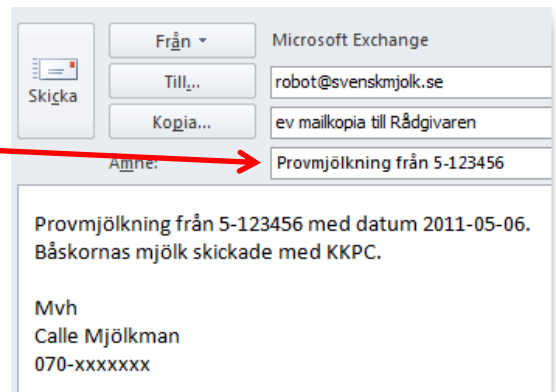 Från
Microsoft Exchange
Skicka
Till...
robot@svenskmjolk.se
Kopia...
ev mailkopia till Rådgivaren
Ämne:
Provmjölkning från 5-123456
Provmjölkning från 5-123456 med datum 2011-05-06.
Båskornas mjölk skickade med KKPC.
Mvh
Calle Mjölkman
070-xxxxxxx